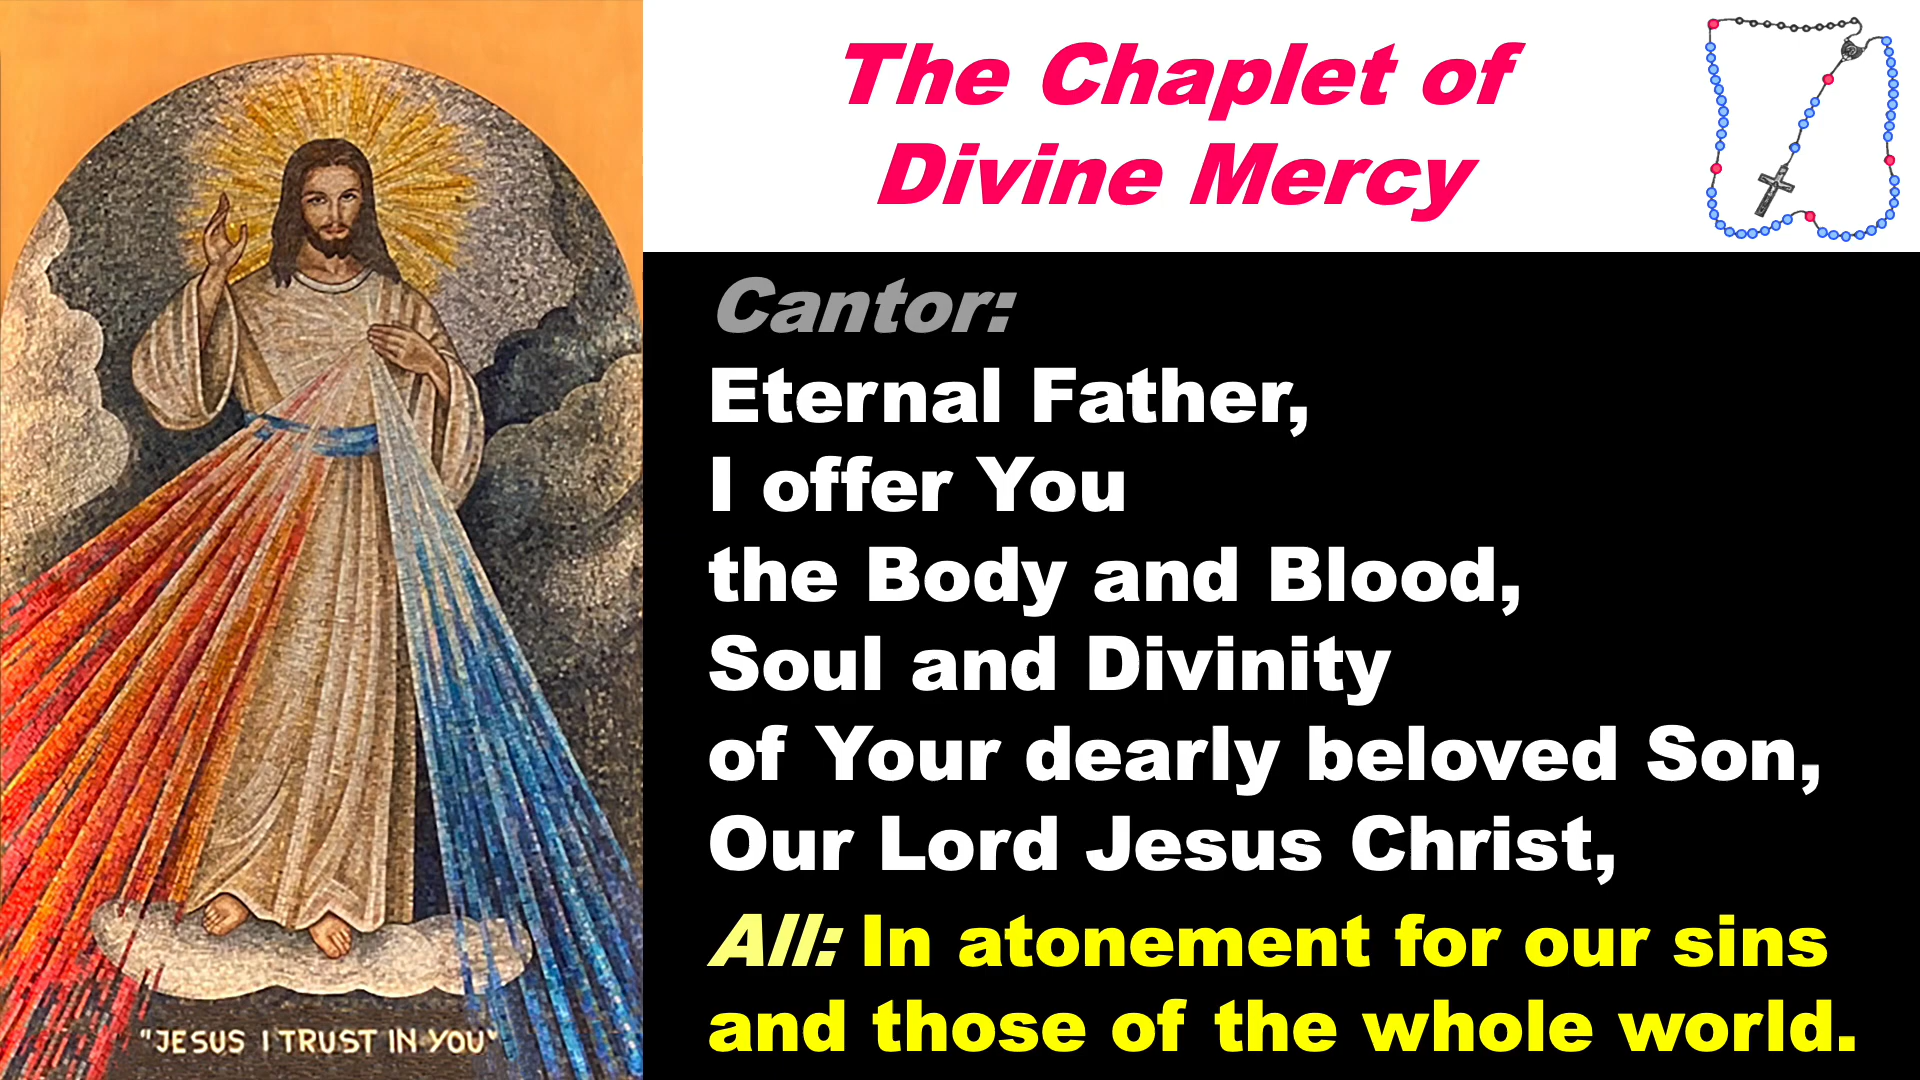 The Chaplet of
Divine Mercy
Cantor:
Eternal Father,
I offer You
the Body and Blood,
Soul and Divinity
of Your dearly beloved Son,
Our Lord Jesus Christ,
All: In atonement for our sins
and those of the whole world.
"JESUS I TRUST IN YOU"